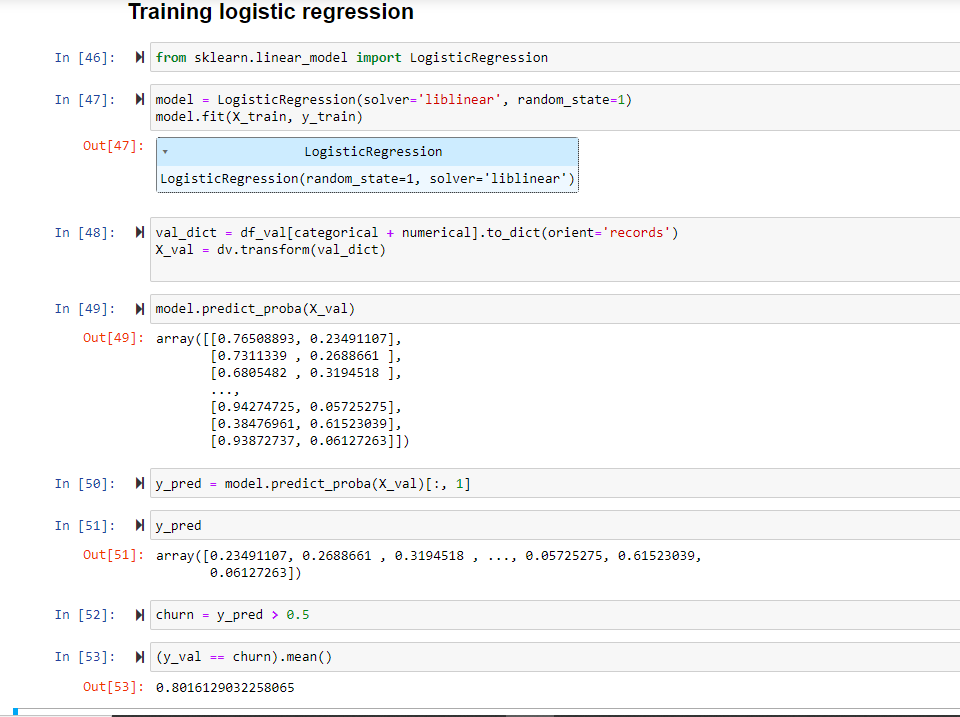 Training logistic regression
In [46]: from sklearn.linear_model import LogisticRegression
In [47]: model = LogisticRegression(solver='liblinear', random_state=1)
model.fit(X_train, y_train)
Out[47]: LogisticRegression
LogisticRegression(random_state=1, solver='liblinear')
In [48]: val_dict = df_val[categorical + numerical].to_dict(orient='records')
X_val = dv.transform(val_dict)
In [49]: model.predict_proba(X_val)
Out[49]: array([[0.76508893, 0.23491107],
[0.7311339 , 0.2688661 ],
[0.6805482 , 0.3194518 ],
...,
[0.94274725, 0.05725275],
[0.38476961, 0.61523039],
[0.93872737, 0.06127263]])
In [50]: y_pred = model.predict_proba(X_val)[:, 1]
In [51]: y_pred
Out[51]: array([0.23491107, 0.2688661 , 0.3194518 , ..., 0.05725275, 0.61523039,
0.06127263])
In [52]: churn = y_pred > 0.5
In [53]: (y_val == churn).mean()
Out[53]: 0.8016129032258065